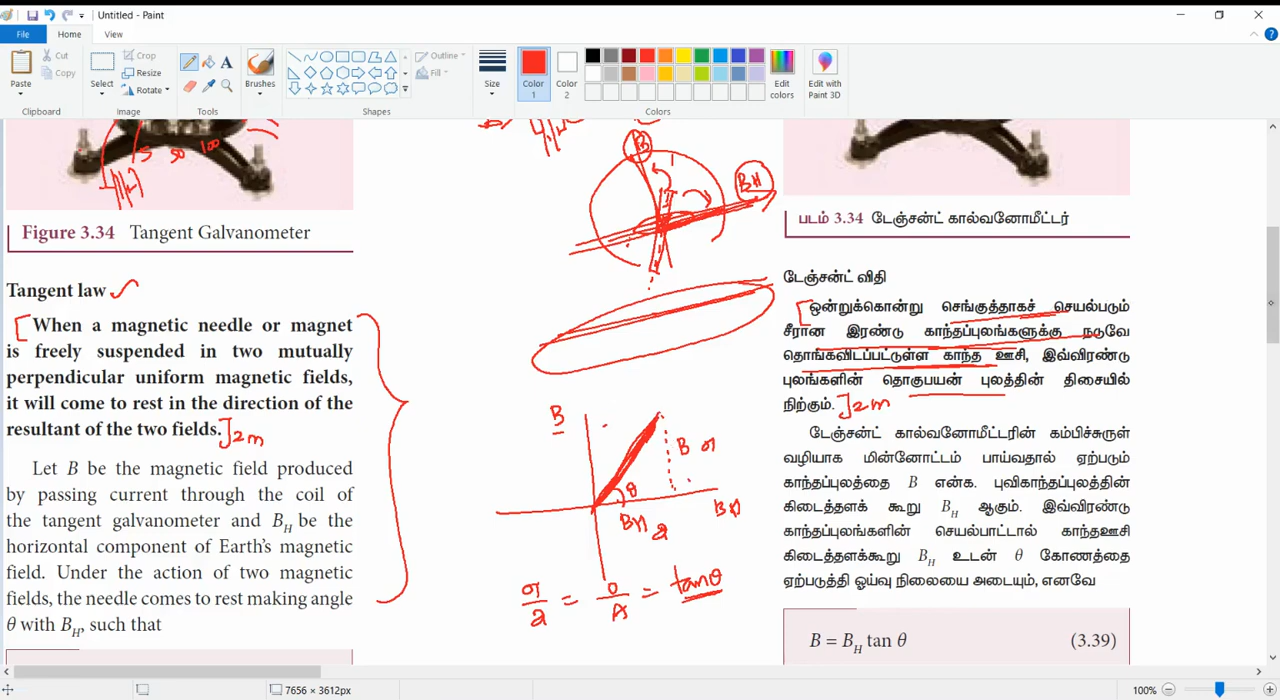 Untitled - Paint
File
Home
View
Paste
Cut
Copy
Clipboard
Select
Crop
Resize
Rotate
Image
A
Tools
Brushes
Outline
Fill
Shapes
Size
Color
1
Color
2
Edit
colors
Colors
Edit with
Paint 3D
5 50 100
Figure 3.34 Tangent Galvanometer
Tangent law
When a magnetic needle or magnet
is freely suspended in two mutually
perpendicular uniform magnetic fields,
it will come to rest in the direction of the
resultant of the two fields. ]2m
Let B be the magnetic field produced
by passing current through the coil of
the tangent galvanometer and BH be the
horizontal component of Earth's magnetic
field. Under the action of two magnetic
fields, the needle comes to rest making angle
θ with BH, such that
B
BH
B
B எ
θ
BH
BH
அ
எ/அ = O/A = tanθ
படம் 3.34 டேஞ்சன்ட் கால்வனோமீட்டர்
டேஞ்சன்ட் விதி
ஒன்றுக்கொன்று செங்குத்தாகச் செயல்படும்
சீரான இரண்டு காந்தப்புலங்களுக்கு நடுவே
தொங்கவிடப்பட்டுள்ள காந்த ஊசி, இவ்விரண்டு
புலங்களின் தொகுபயன் புலத்தின் திசையில்
நிற்கும். ]2m
டேஞ்சன்ட் கால்வனோமீட்டரின் கம்பிச்சுருள்
வழியாக மின்னோட்டம் பாய்வதால் ஏற்படும்
காந்தப்புலத்தை B என்க. புவிகாந்தப்புலத்தின்
கிடைத்தளக் கூறு BH ஆகும். இவ்விரண்டு
காந்தப்புலங்களின் செயல்பாட்டால் காந்தஊசி
கிடைத்தளக்கூறு BH உடன் θ கோணத்தை
ஏற்படுத்தி ஓய்வு நிலையை அடையும், எனவே
B = BH tan θ (3.39)
7656 × 3612px
100%